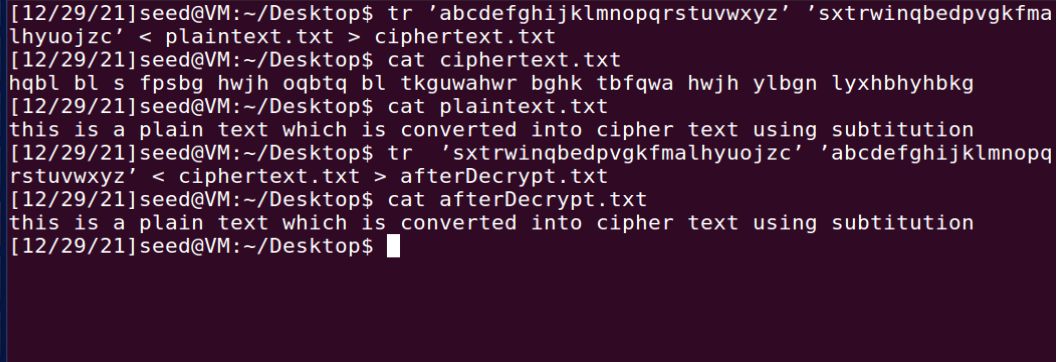 [12/29/21]seed@VM:~/Desktop$ tr ’abcdefghijklmnopqrstuvwxyz’ ’sxtrwinqbedpvgkfma
lhyuojzc’ < plaintext.txt > ciphertext.txt
[12/29/21]seed@VM:~/Desktop$ cat ciphertext.txt
hqbl bl s fpsbg hwjh oqbtq bl tkguwahwr bghk tbfqwa hwjh ylbgn lyxhbhyhbkg
[12/29/21]seed@VM:~/Desktop$ cat plaintext.txt
this is a plain text which is converted into cipher text using subtitution
[12/29/21]seed@VM:~/Desktop$ tr  ’sxtrwinqbedpvgkfmalhyuojzc’ ’abcdefghijklmnopq
rstuvwxyz’ < ciphertext.txt > afterDecrypt.txt
[12/29/21]seed@VM:~/Desktop$ cat afterDecrypt.txt
this is a plain text which is converted into cipher text using subtitution
[12/29/21]seed@VM:~/Desktop$